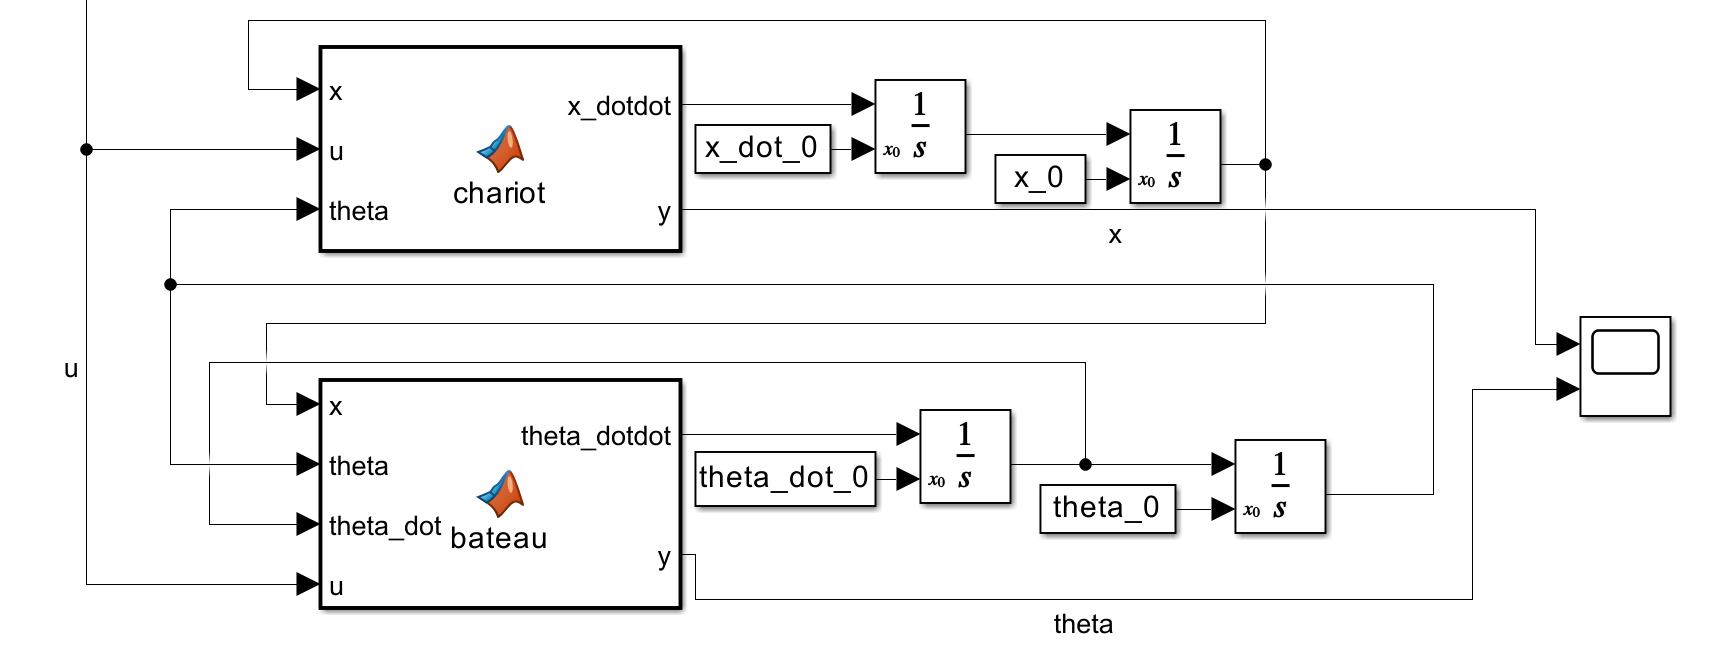 x
u
theta
chariot
x_dotdot
y
x_dot_0
x₀
1
s
x_0
x₀
1
s
x
u
x
theta
theta_dot
u
bateau
theta_dotdot
y
theta_dot_0
x₀
1
s
theta_0
x₀
1
s
theta